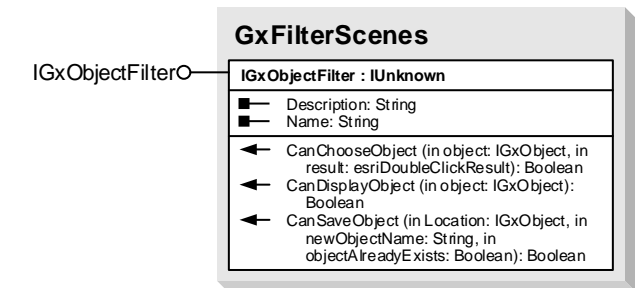 GxFilterScenes
IGxObjectFilter
IGxObjectFilter : IUnknown
Description: String
Name: String
CanChooseObject (in object: IGxObject, in
result: esriDoubleClickResult): Boolean
CanDisplayObject (in object: IGxObject):
Boolean
CanSaveObject (in Location: IGxObject, in
newObjectName: String, in
objectAlreadyExists: Boolean): Boolean